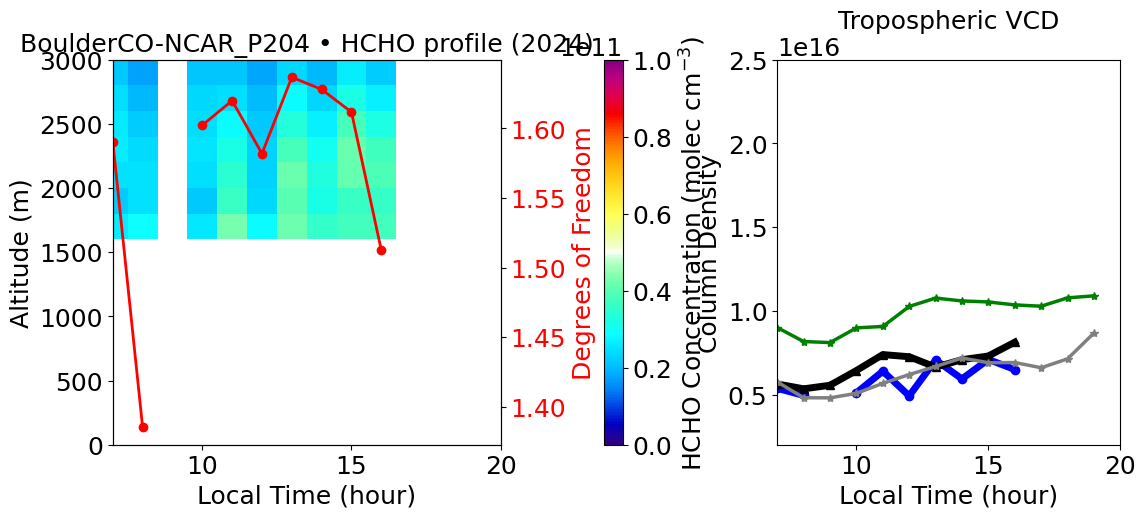 BoulderCO-NCAR_P204 • HCHO profile (2024)
3000
2500
2000
1500
1000
500
0
Altitude (m)
10
15
20
Local Time (hour)
1.60
1.55
1.50
1.45
1.40
Degrees of Freedom
1e11
1.0
0.8
0.6
0.4
0.2
0.0
HCHO Concentration (molec cm⁻³)
Tropospheric VCD
1e16
2.5
2.0
1.5
1.0
0.5
Column Density
10
15
20
Local Time (hour)